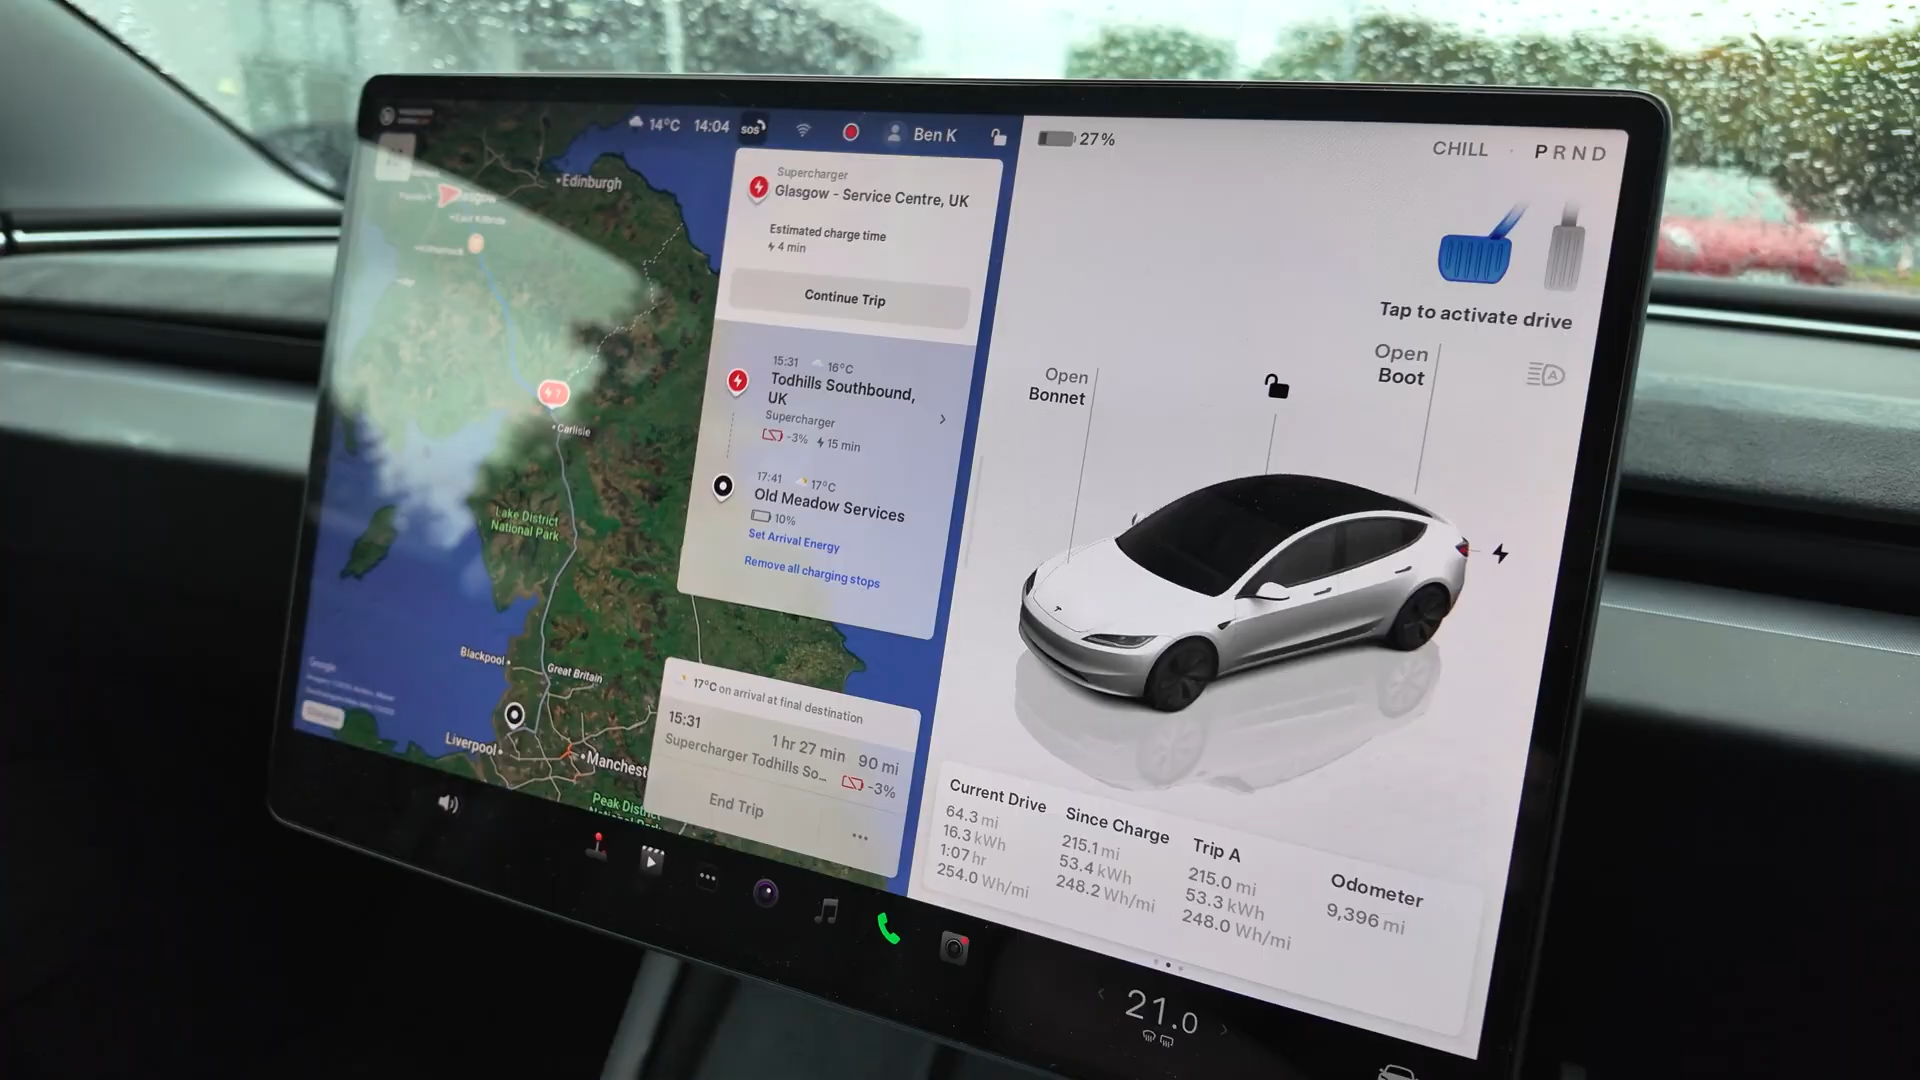 14°C 14:04 SOS Ben K
Supercharger
Glasgow - Service Centre, UK
Estimated charge time
4 min
Continue Trip
15:31 16°C
Todhills Southbound,
UK
Supercharger
-3% 15 min
17:41 17°C
Old Meadow Services
10%
Set Arrival Energy
Remove all charging stops
17°C on arrival at final destination
15:31
1 hr 27 min 90 mi
Supercharger Todhills So... -3%
End Trip
Edinburgh
Carlisle
Lake District
National Park
Blackpool
Great Britain
Liverpool
Manchest
Peak District
National Park
Google
27%
CHILL PRND
Tap to activate drive
Open
Bonnet
Open
Boot
A
Current Drive
64.3 mi
16.3 kWh
1:07 hr
254.0 Wh/mi
Since Charge
215.1 mi
53.4 kWh
248.2 Wh/mi
Trip A
215.0 mi
53.3 kWh
248.0 Wh/mi
Odometer
9,396 mi
21.0